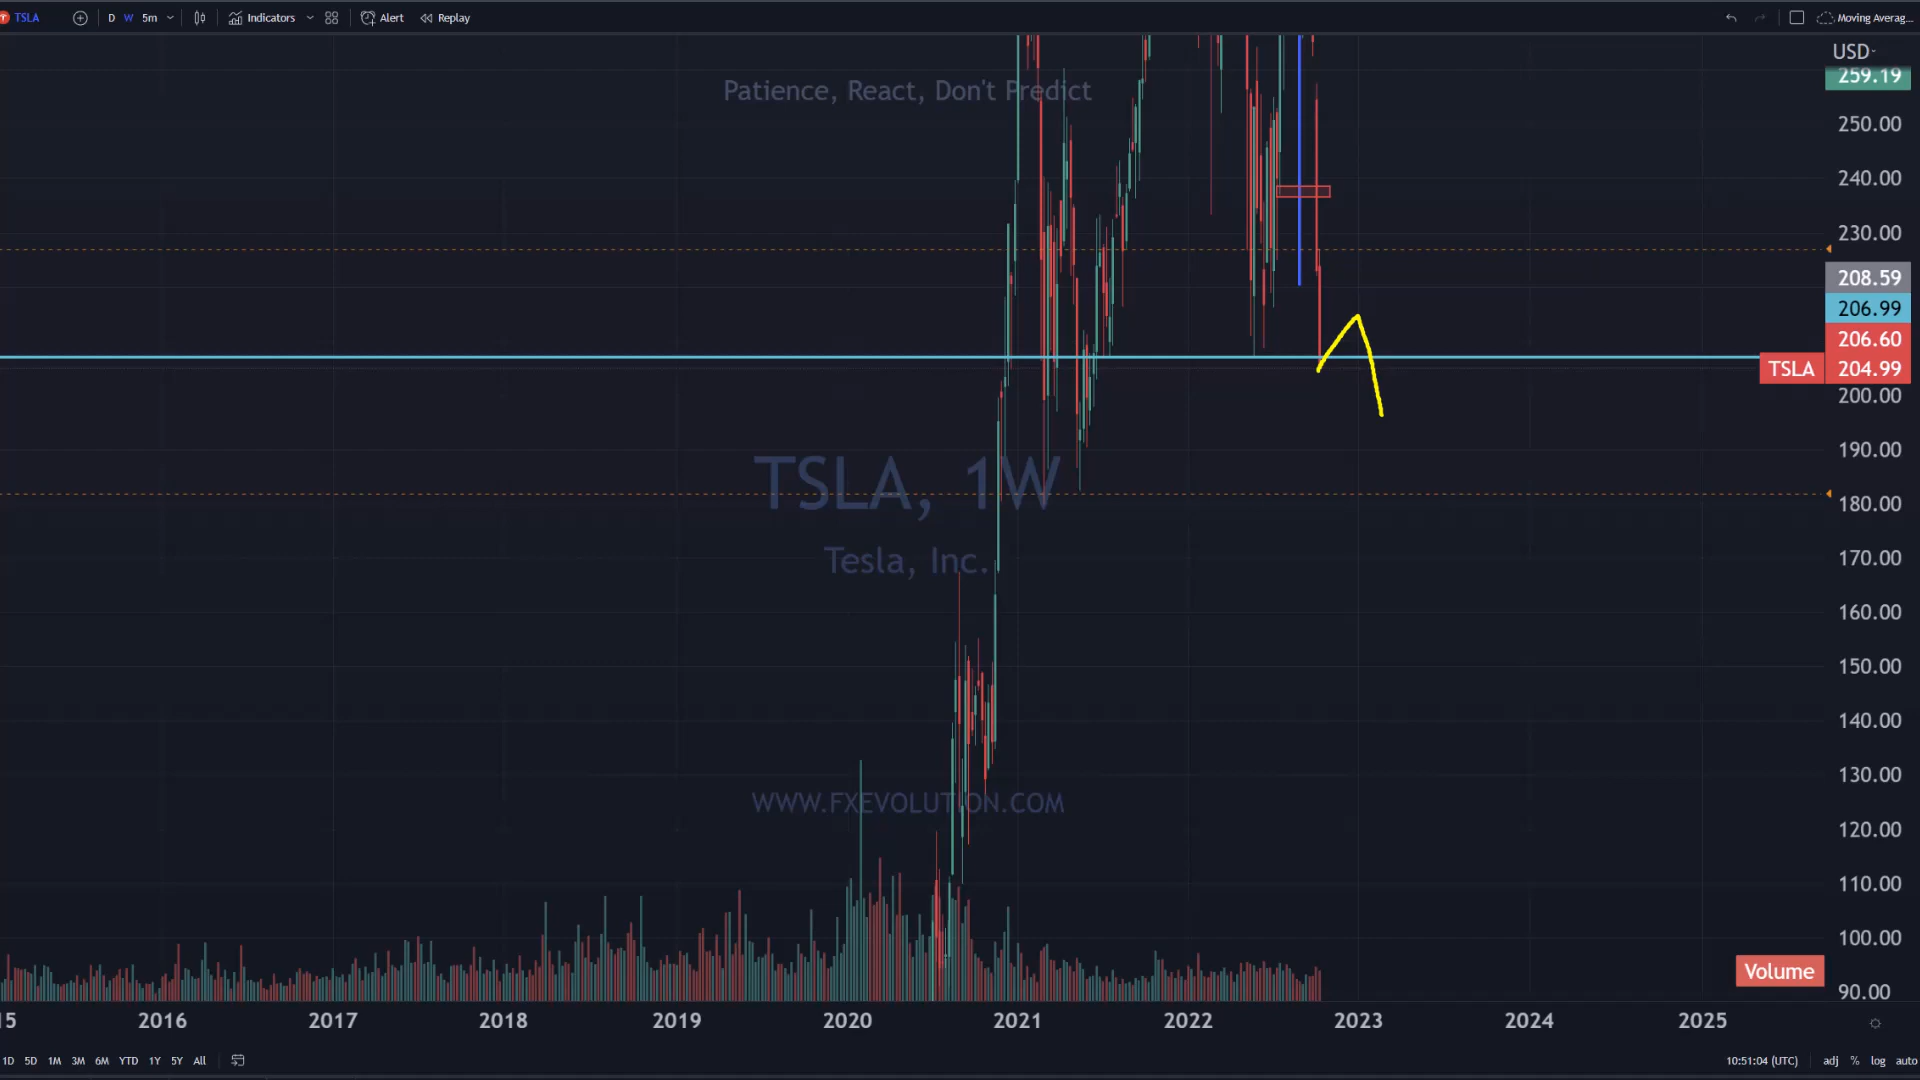 TSLA D W 5m Indicators Alert Replay Moving Averag...
USD
Patience, React, Don't Predict
259.19
250.00
240.00
230.00
208.59
206.99
206.60
TSLA 204.99
200.00
190.00
TSLA, 1W
180.00
Tesla, Inc.
170.00
160.00
150.00
140.00
130.00
WWW.FXEVOLUTION.COM
120.00
110.00
100.00
Volume
90.00
15 2016 2017 2018 2019 2020 2021 2022 2023 2024 2025
1D 5D 1M 3M 6M YTD 1Y 5Y All 10:51:04 (UTC) adj % log auto